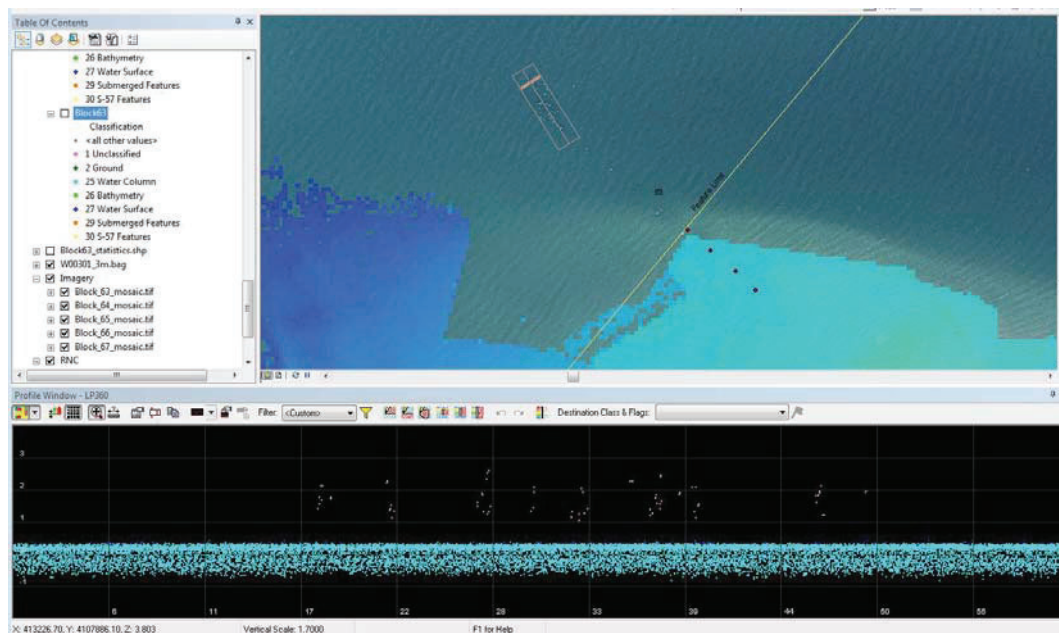 Table Of Contents
26 Bathymetry
27 Water Surface
29 Submerged Features
30 S-57 Features
Block63
Classification
<all other values>
1 Unclassified
2 Ground
25 Water Column
26 Bathymetry
27 Water Surface
29 Submerged Features
30 S-57 Features
Block63_statistics.shp
W00301_3m.bag
Imagery
Block_63_mosaic.tif
Block_64_mosaic.tif
Block_65_mosaic.tif
Block_66_mosaic.tif
Block_67_mosaic.tif
RNC
Profile Window - LP360
Filter: <Custom>
Destination Class & Flags:
3
2
1
6
11
17
22
28
33
39
44
50
55
X: 413226.70, Y: 4107886.10, Z: 3.803
Vertical Scale: 1.7000
F1 for Help